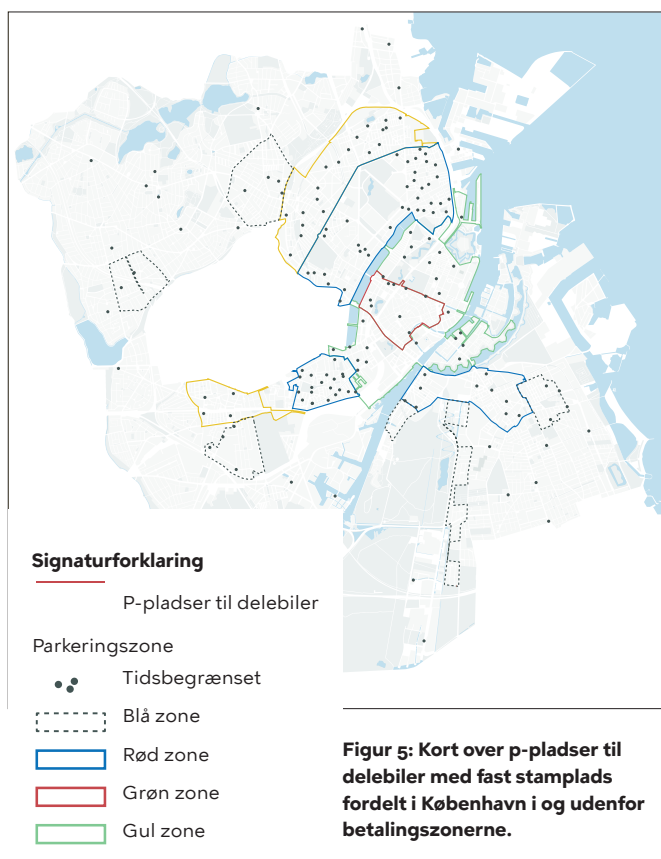 Signaturforklaring
P-pladser til delebiler
Parkeringszone
Tidsbegrænset
Blå zone
Rød zone
Grøn zone
Gul zone
Figur 5: Kort over p-pladser til
delebiler med fast stamplads
fordelt i København i og udenfor
betalingszonerne.